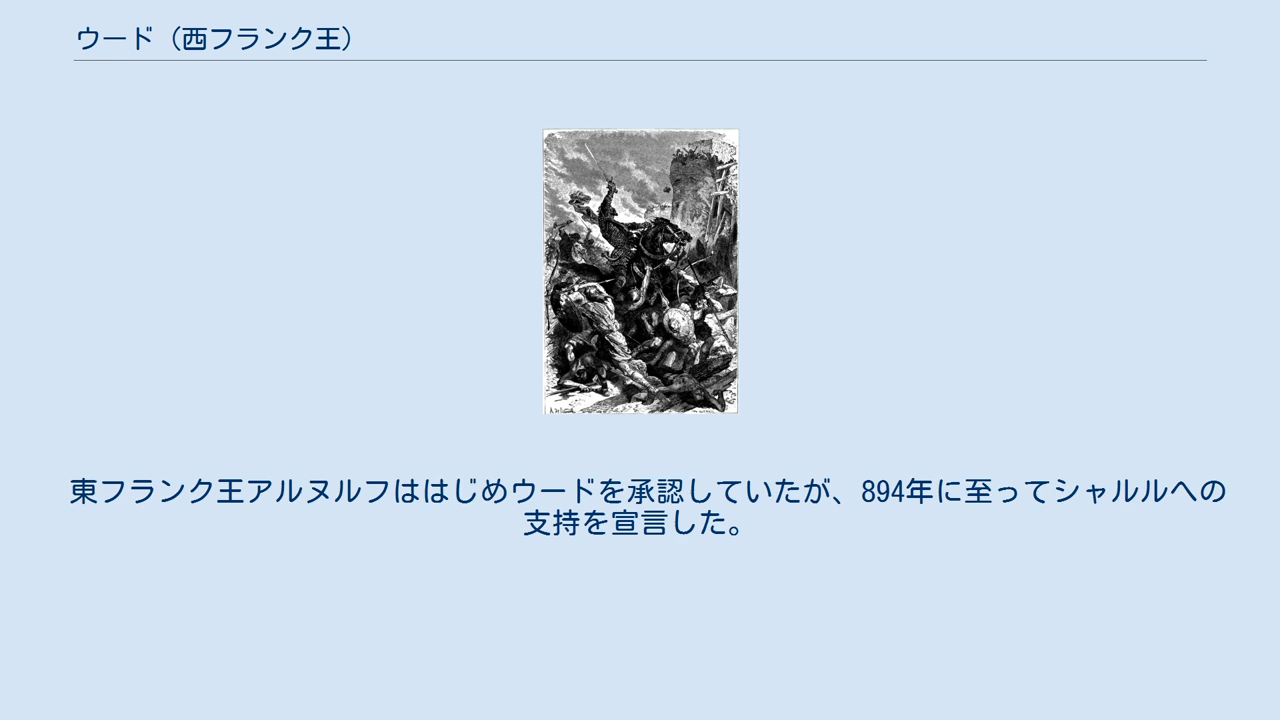 ウード（西フランク王）
東フランク王アルヌルフははじめウードを承認していたが、894年に至ってシャルルへの
支持を宣言した。